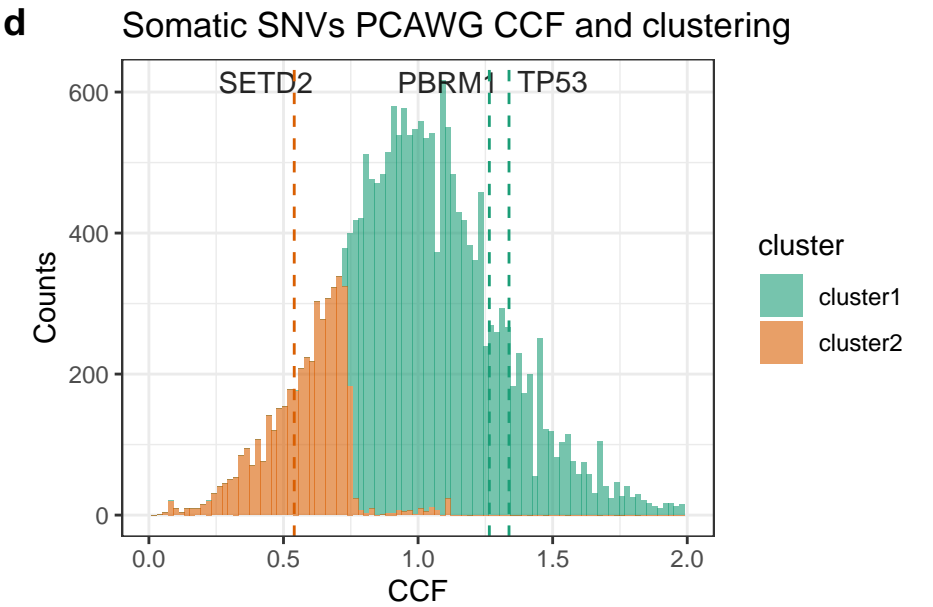 d
Somatic SNVs PCAWG CCF and clustering
SETD2 PBRM1 TP53
600
400
200
0
Counts
0.0 0.5 1.0 1.5 2.0
CCF
cluster
cluster1
cluster2